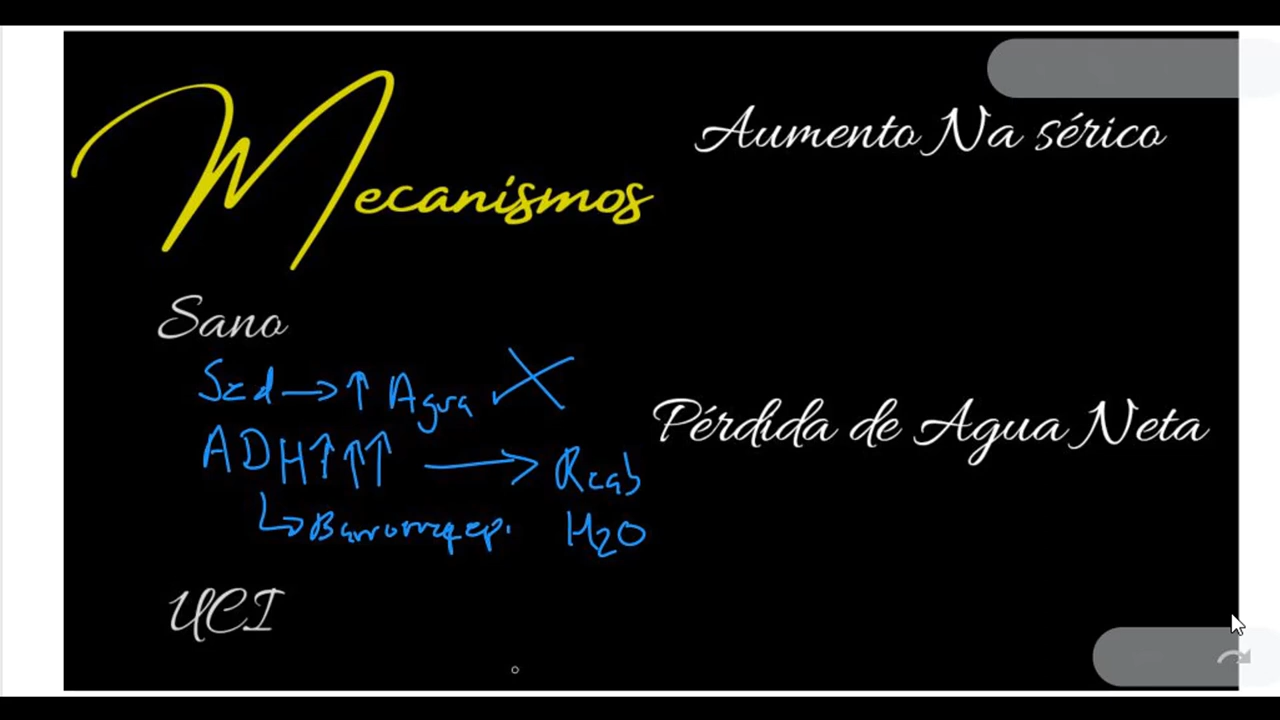 Mecanismos
Aumento Na sérico
Sano
Sed → ↑ Agua
ADH↑↑↑ → Reab
H2O
Pérdida de Agua Neta
UCI